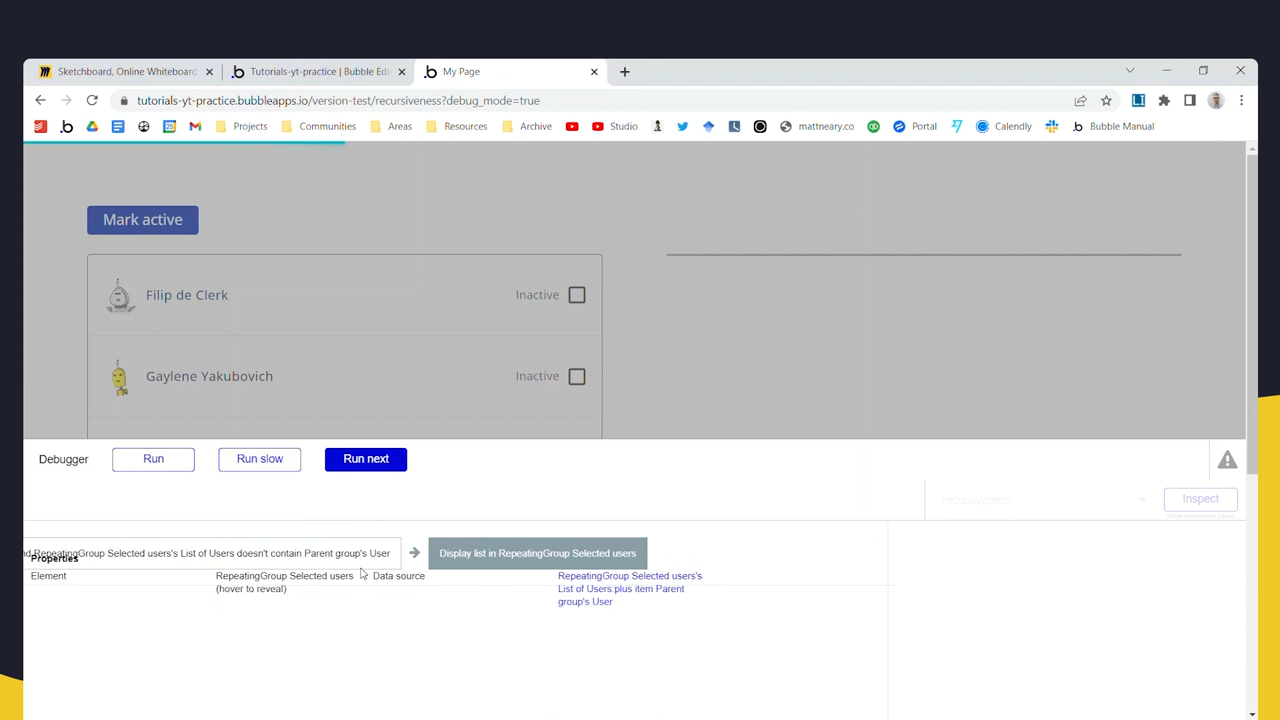 Sketchboard, Online Whiteboard
Tutorials-yt-practice | Bubble Edi
My Page
tutorials-yt-practice.bubbleapps.io/version-test/recursiveness?debug_mode=true
Projects
Communities
Areas
Resources
Archive
Studio
mattneary.co
Portal
Calendly
Bubble Manual
Mark active
Filip de Clerk
Inactive
Gaylene Yakubovich
Inactive
Debugger
Run
Run slow
Run next
recursiveness
Inspect
d RepeatingGroup Selected users's List of Users doesn't contain Parent group's User
Display list in RepeatingGroup Selected users
Properties
Element
RepeatingGroup Selected users
(hover to reveal)
Data source
RepeatingGroup Selected users's
List of Users:plus item Parent
group's User